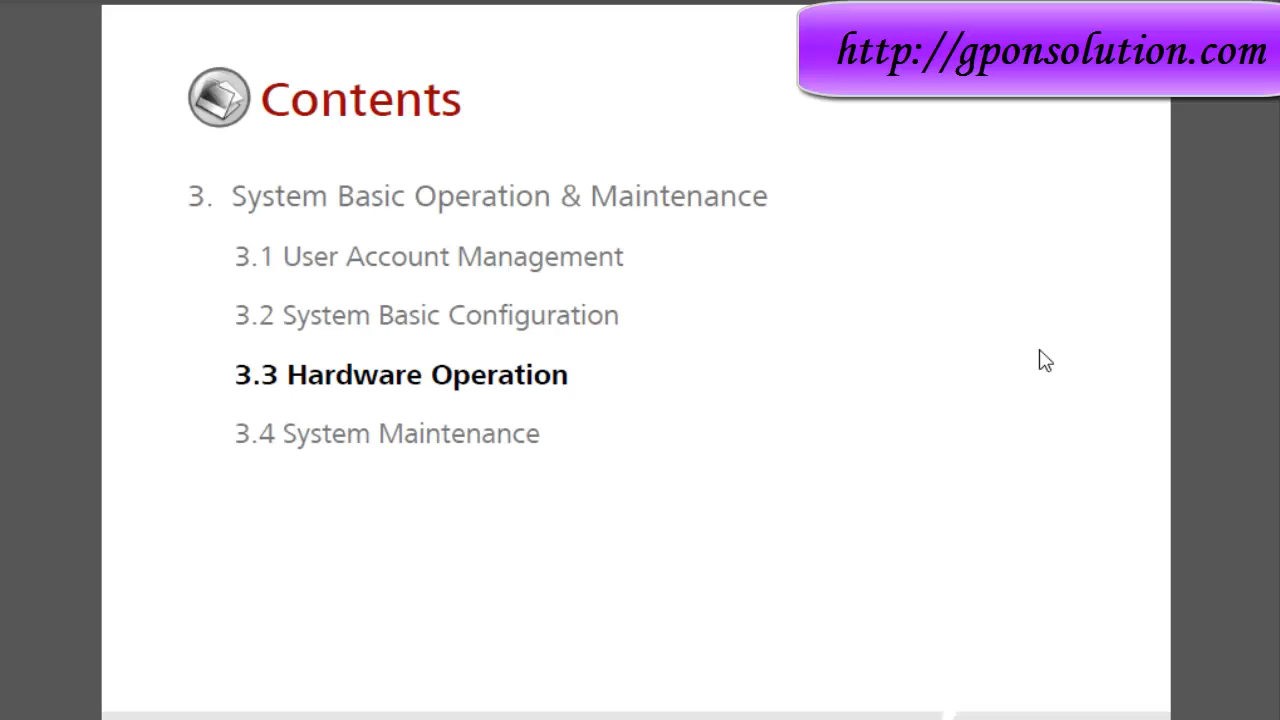 http://gponsolution.com
Contents
3. System Basic Operation & Maintenance
3.1 User Account Management
3.2 System Basic Configuration
3.3 Hardware Operation
3.4 System Maintenance